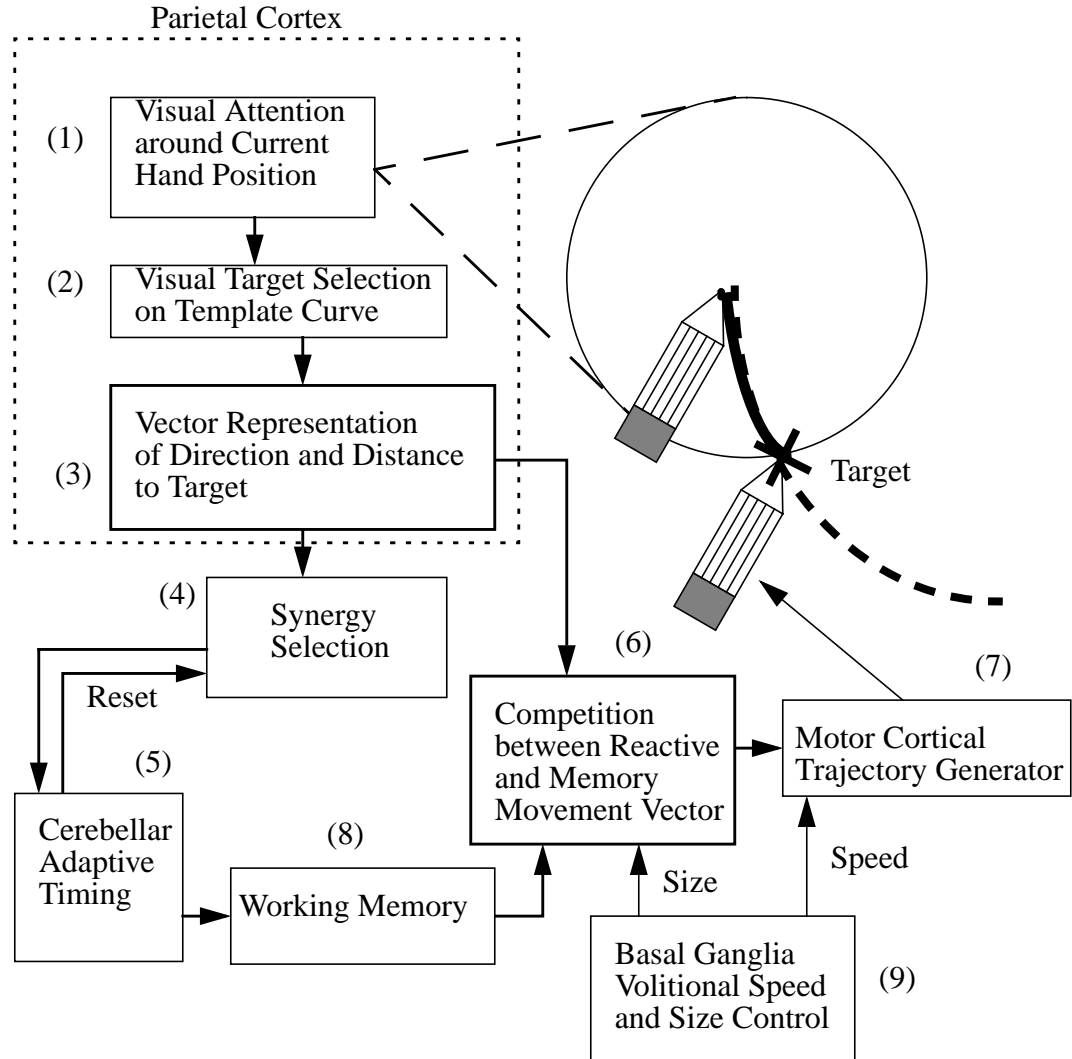 Parietal Cortex
(1)
Visual Attention
around Current
Hand Position
(2)
Visual Target Selection
on Template Curve
(3)
Vector Representation
of Direction and Distance
to Target
Target
(4)
Synergy
Selection
Reset
(5)
Cerebellar
Adaptive
Timing
(6)
Competition
between Reactive
and Memory
Movement Vector
(7)
Motor Cortical
Trajectory Generator
(8)
Working Memory
Size
Speed
Basal Ganglia
Volitional Speed
and Size Control
(9)